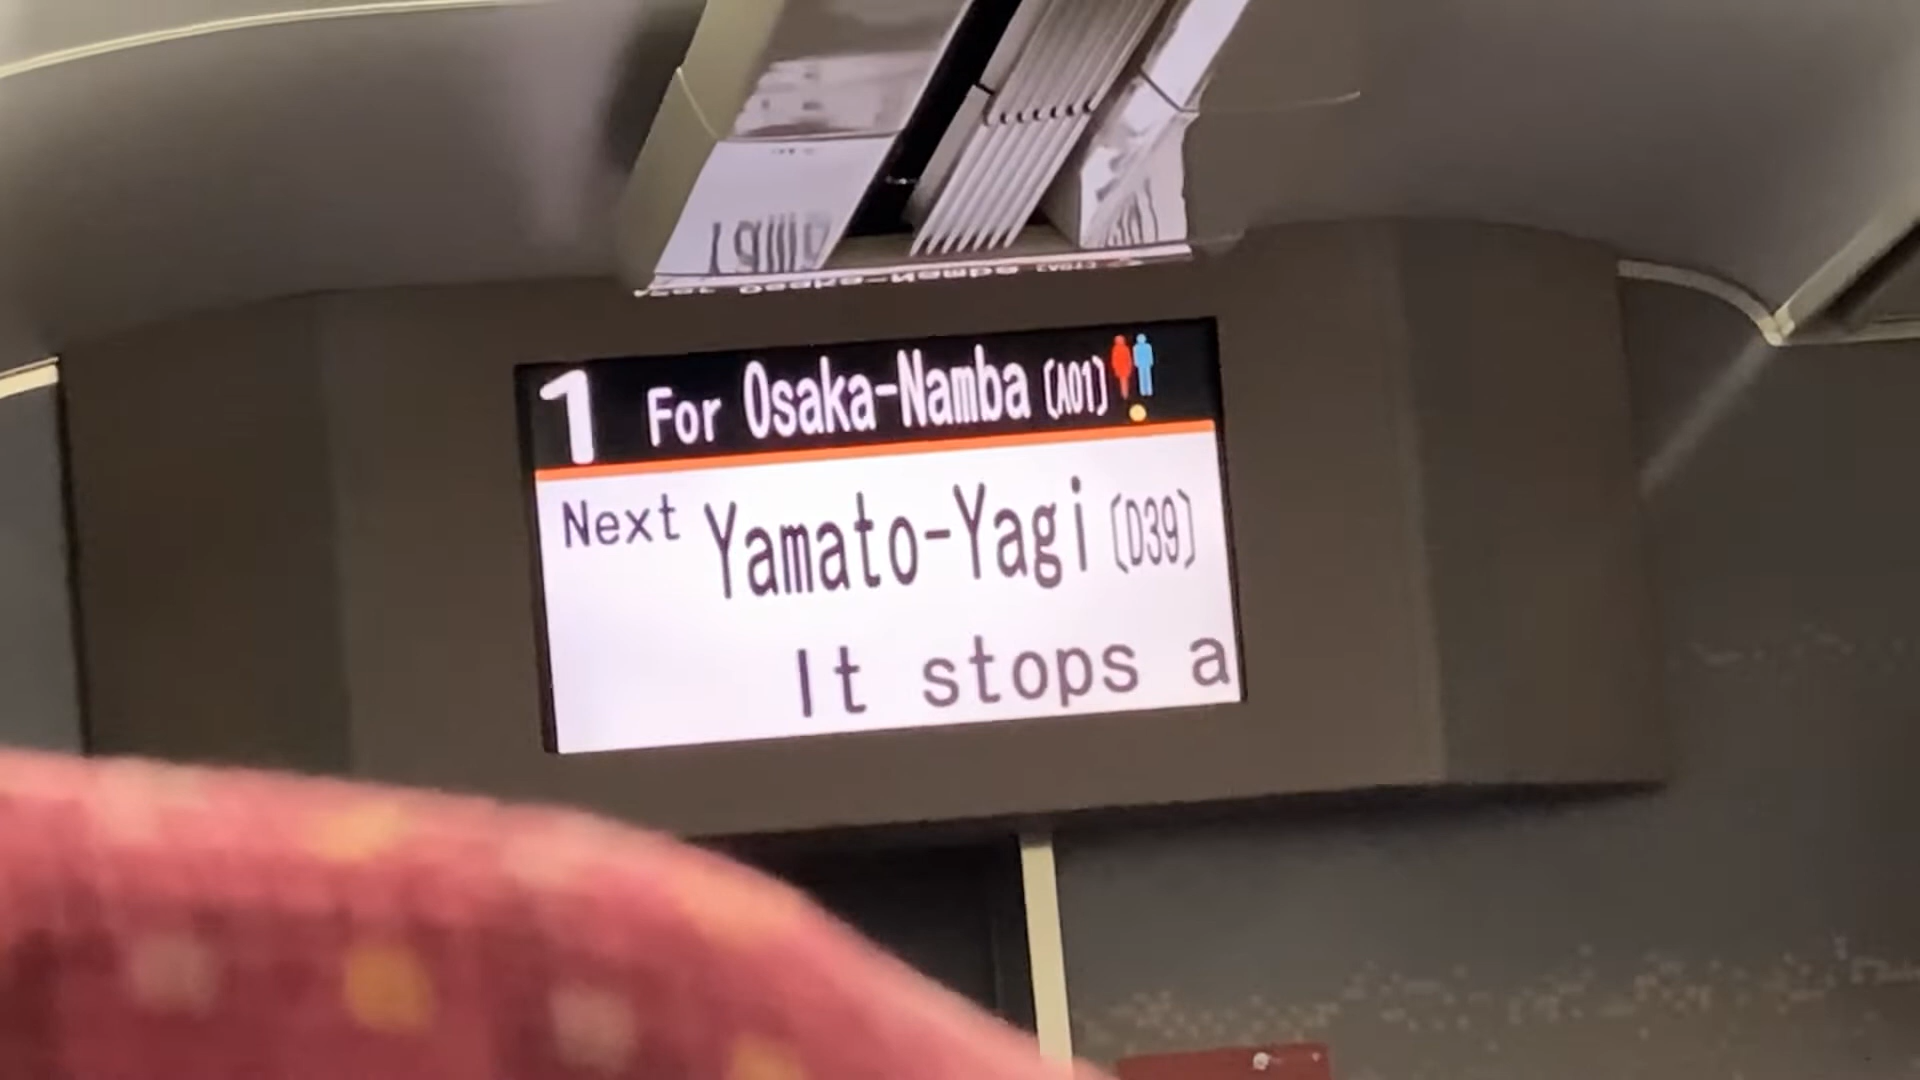 1 For Osaka-Namba (A01)
Next Yamato-Yagi (D39)
It stops a